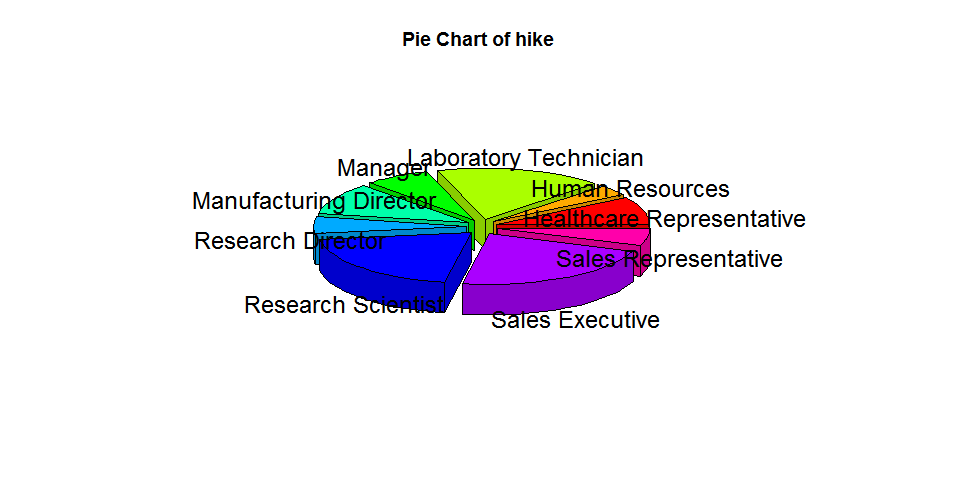 Pie Chart of hike
Laboratory Technician
Manager
Human Resources
Manufacturing Director
Healthcare Representative
Research Director
Sales Representative
Research Scientist
Sales Executive